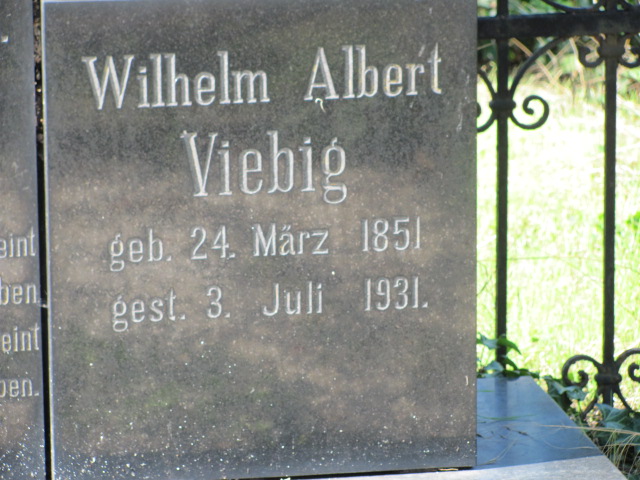 Wilhelm Albert
Viebig
geb. 24. März 1851
gest. 3. Juli 1931.
eint
ben
eint
ben.